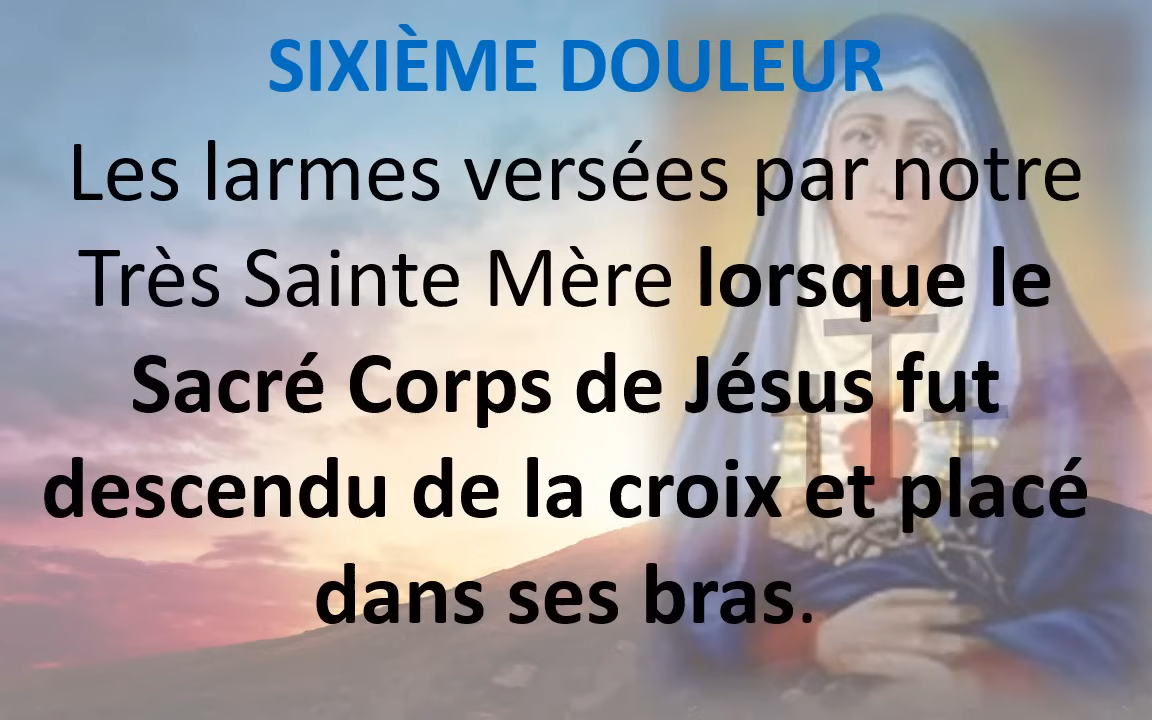 SIXIÈME DOULEUR
Les larmes versées par notre
Très Sainte Mère lorsque le
Sacré Corps de Jésus fut
descendu de la croix et placé
dans ses bras.